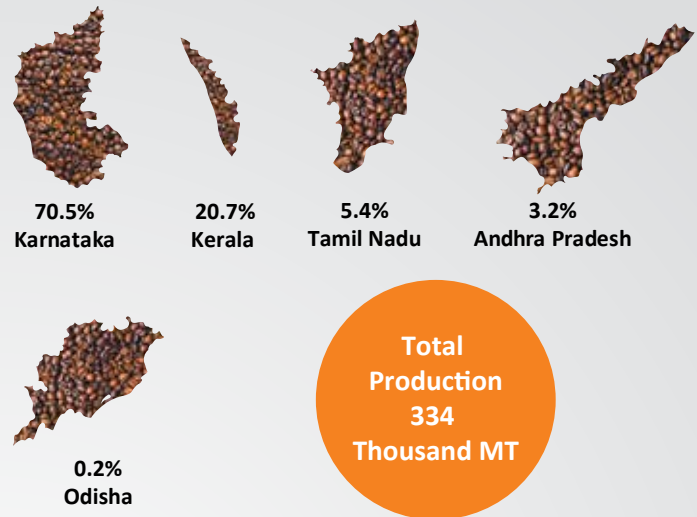 70.5%
Karnataka
20.7%
Kerala
5.4%
Tamil Nadu
3.2%
Andhra Pradesh
0.2%
Odisha
Total
Production
334
Thousand MT